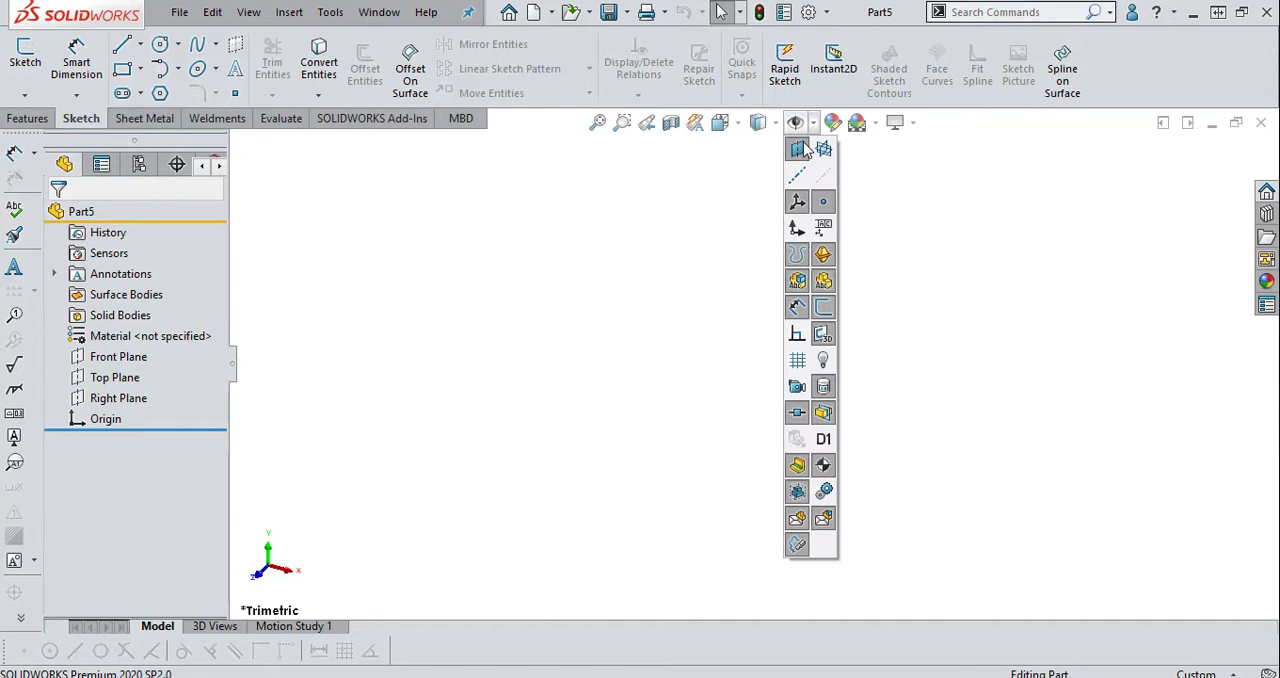 SOLIDWORKS File Edit View Insert Tools Window Help Part5 Search Commands
Sketch Smart Dimension Trim Entities Convert Entities Offset Entities Offset On Surface Mirror Entities Linear Sketch Pattern Move Entities Display/Delete Relations Repair Sketch Quick Snaps Rapid Sketch Instant2D Shaded Sketch Contours Face Curves Fit Spline Sketch Picture Spline on Surface
Features Sketch Sheet Metal Weldments Evaluate SOLIDWORKS Add-Ins MBD
Part5
History
Sensors
Annotations
Surface Bodies
Solid Bodies
Material <not specified>
Front Plane
Top Plane
Right Plane
Origin
D1
Y
X
Z
*Trimetric
Model 3D Views Motion Study 1
SOLIDWORKS Premium 2020 SP2.0 Editing Part Custom